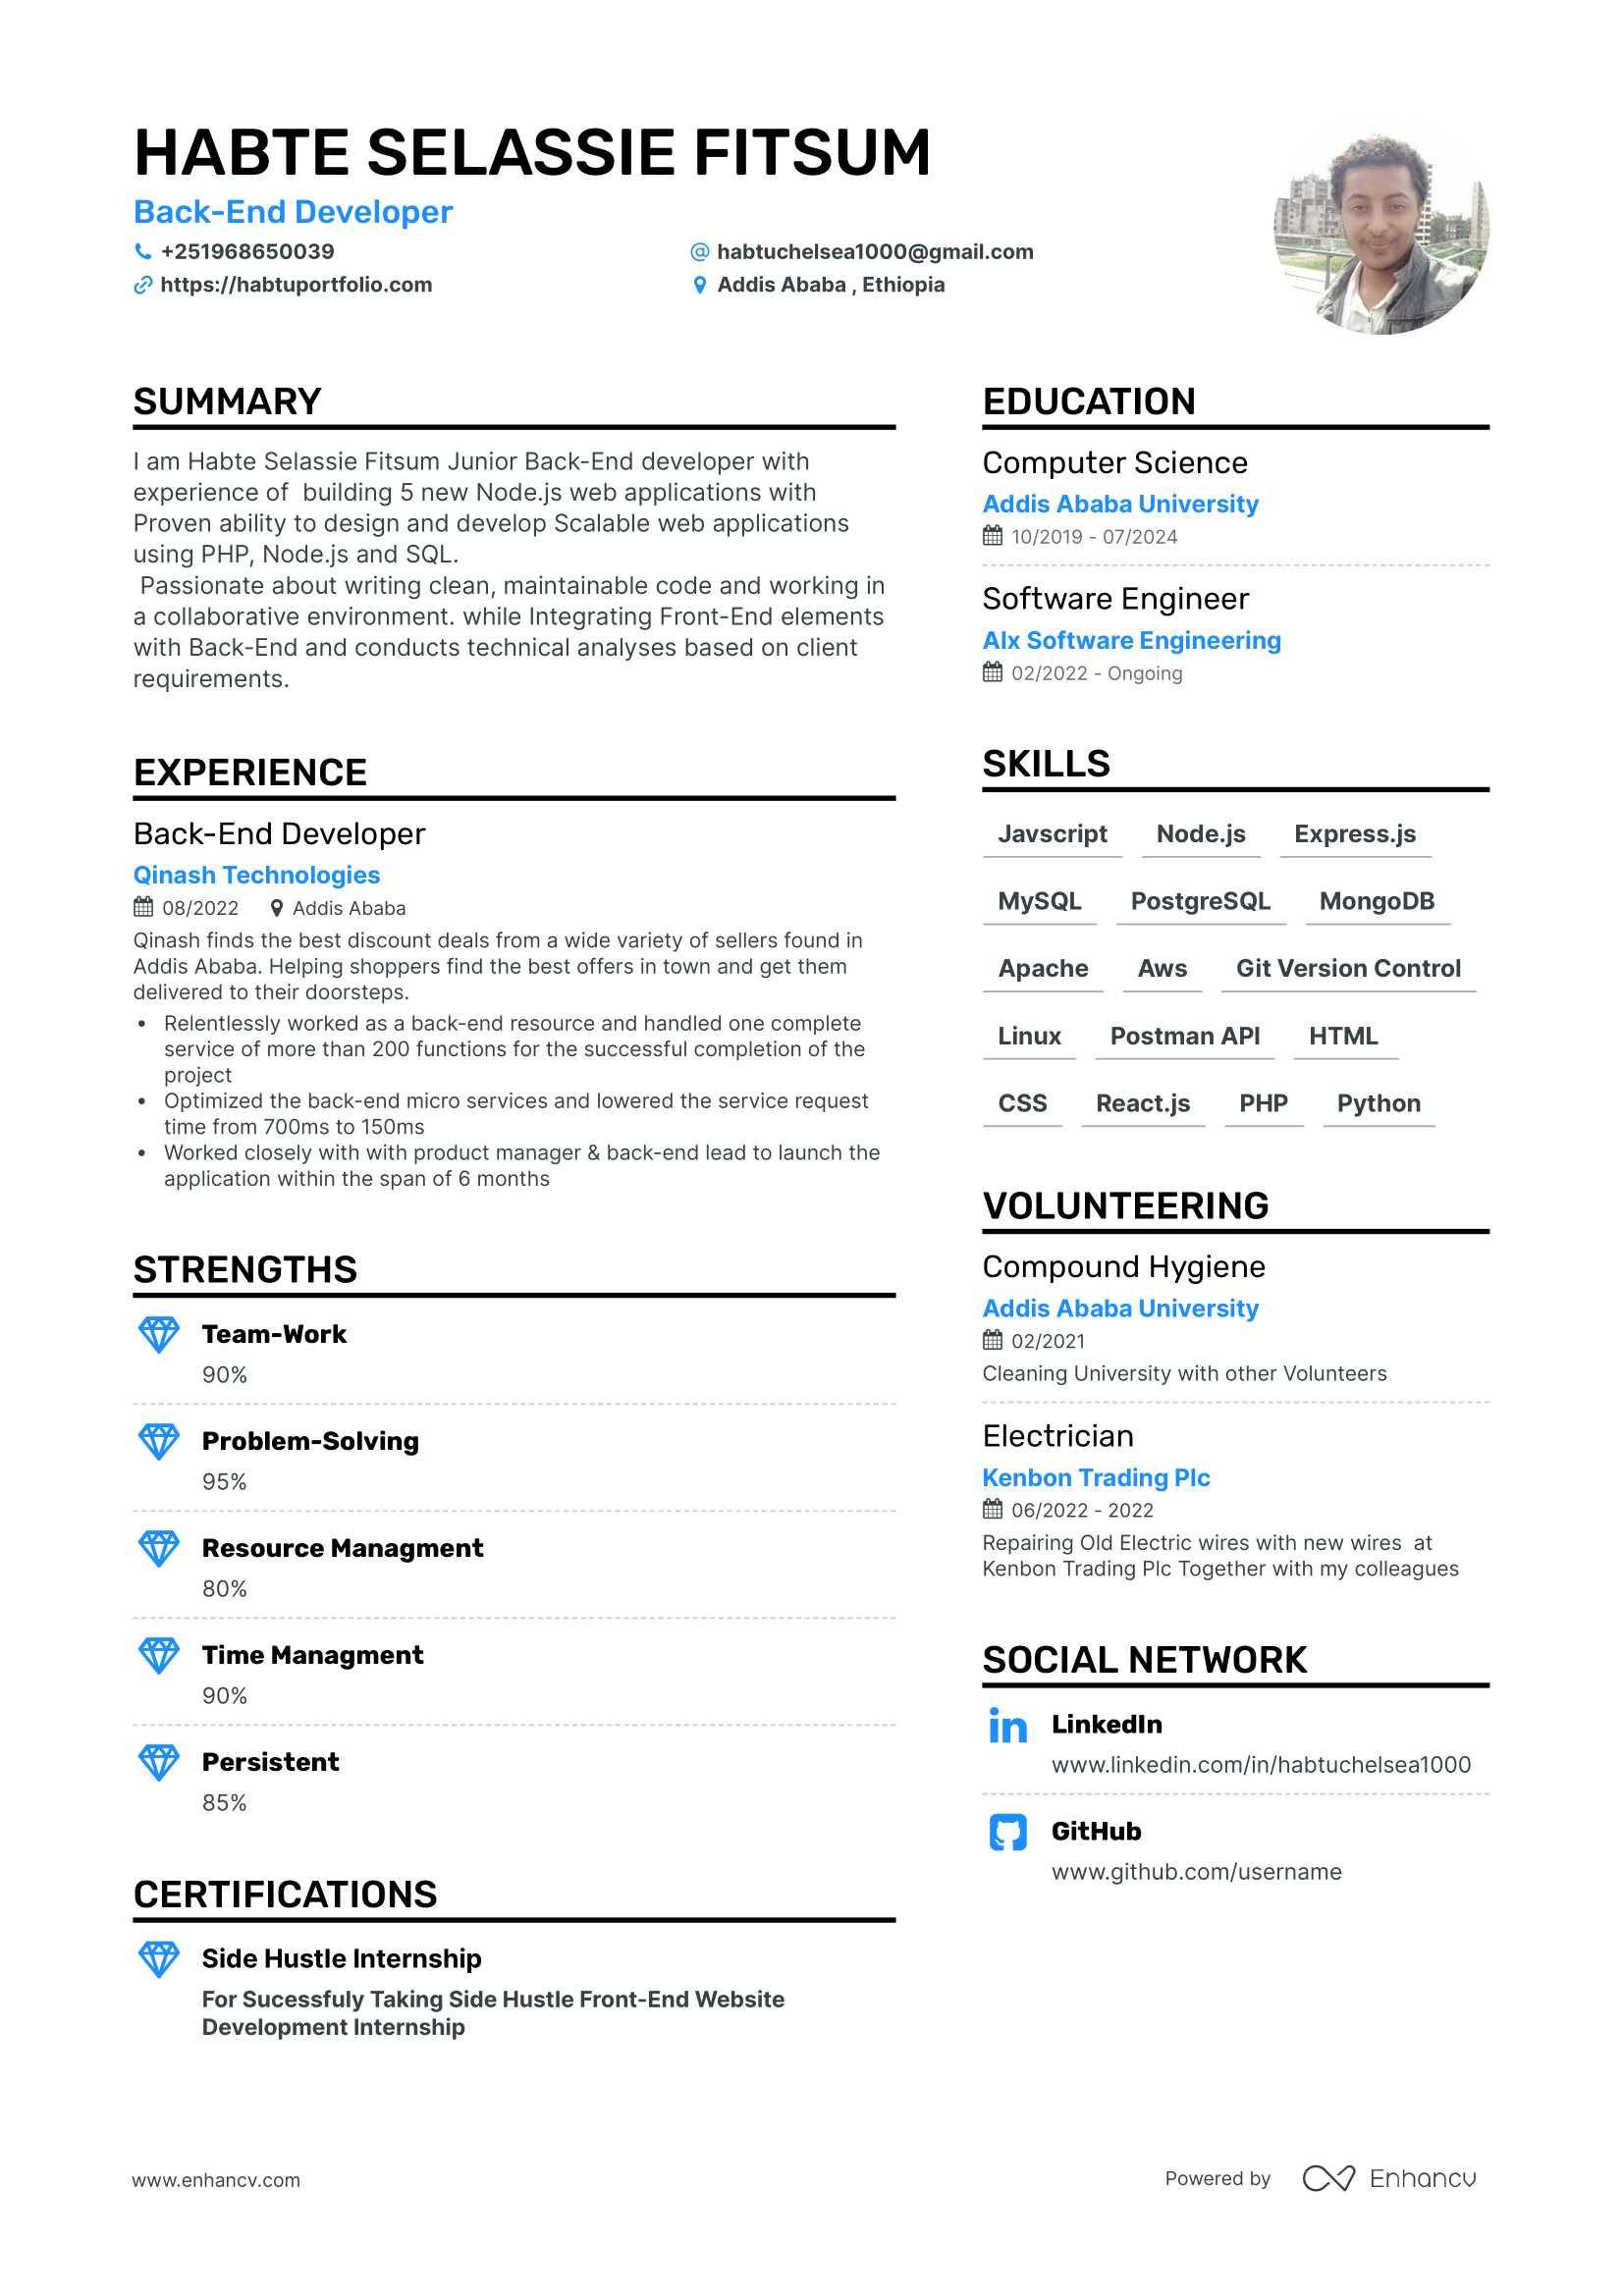 HABTE SELASSIE FITSUM
Back-End Developer
+251968650039
habtuchelsea1000@gmail.com
https://habtuportfolio.com
Addis Ababa , Ethiopia
SUMMARY
I am Habte Selassie Fitsum Junior Back-End developer with
experience of  building 5 new Node.js web applications with
Proven ability to design and develop Scalable web applications
using PHP, Node.js and SQL.
Passionate about writing clean, maintainable code and working in
a collaborative environment. while Integrating Front-End elements
with Back-End and conducts technical analyses based on client
requirements.
EXPERIENCE
Back-End Developer
Qinash Technologies
08/2022 Addis Ababa
Qinash finds the best discount deals from a wide variety of sellers found in
Addis Ababa. Helping shoppers find the best offers in town and get them
delivered to their doorsteps.
• Relentlessly worked as a back-end resource and handled one complete
service of more than 200 functions for the successful completion of the
project
• Optimized the back-end micro services and lowered the service request
time from 700ms to 150ms
• Worked closely with with product manager & back-end lead to launch the
application within the span of 6 months
STRENGTHS
Team-Work
90%
Problem-Solving
95%
Resource Managment
80%
Time Managment
90%
Persistent
85%
CERTIFICATIONS
Side Hustle Internship
For Sucessfuly Taking Side Hustle Front-End Website
Development Internship
EDUCATION
Computer Science
Addis Ababa University
10/2019 - 07/2024
Software Engineer
Alx Software Engineering
02/2022 - Ongoing
SKILLS
Javscript Node.js Express.js
MySQL PostgreSQL MongoDB
Apache Aws Git Version Control
Linux Postman API HTML
CSS React.js PHP Python
VOLUNTEERING
Compound Hygiene
Addis Ababa University
02/2021
Cleaning University with other Volunteers
Electrician
Kenbon Trading Plc
06/2022 - 2022
Repairing Old Electric wires with new wires  at
Kenbon Trading Plc Together with my colleagues
SOCIAL NETWORK
LinkedIn
www.linkedin.com/in/habtuchelsea1000
GitHub
www.github.com/username
www.enhancv.com
Powered by Enhancv